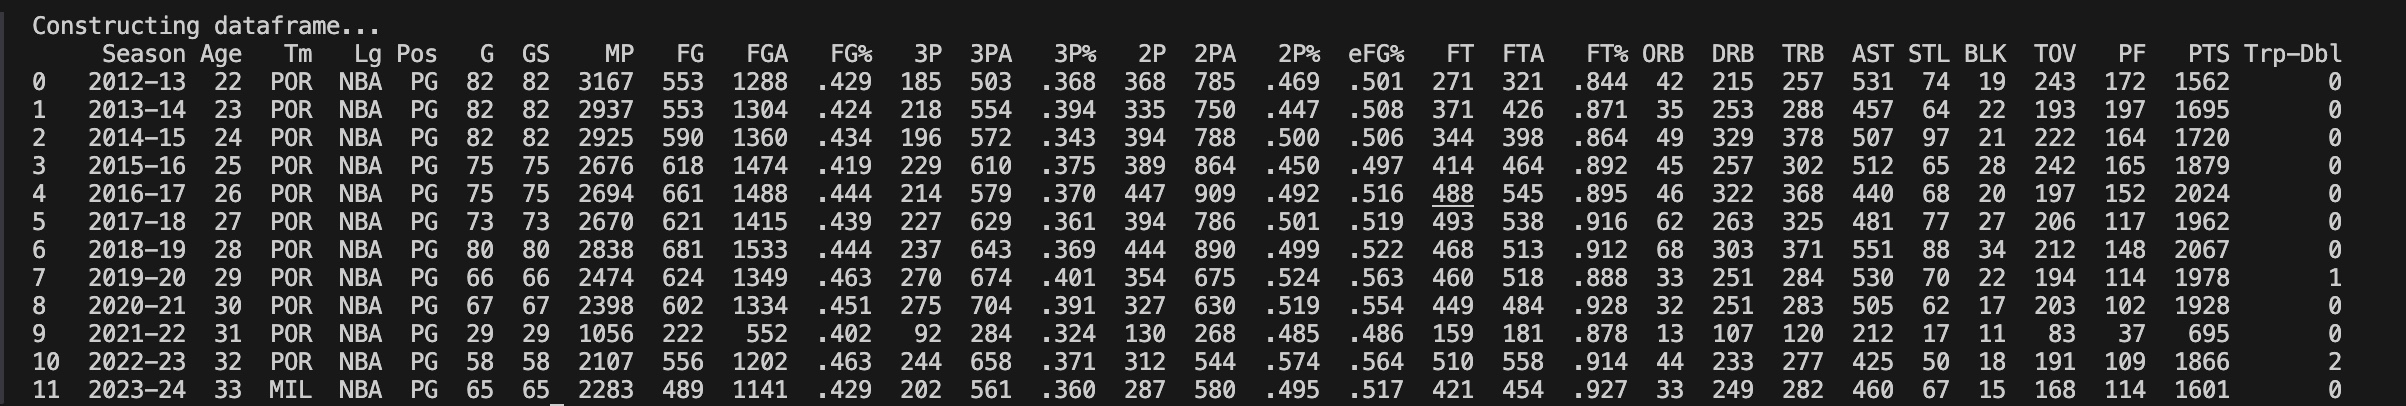 Constructing dataframe...
Season Age Tm Lg Pos G GS MP FG FGA FG% 3P 3PA 3P% 2P 2PA 2P% eFG% FT FTA FT% ORB DRB TRB AST STL BLK TOV PF PTS Trp-Dbl
0 2012-13 22 POR NBA PG 82 82 3167 553 1288 .429 185 503 .368 368 785 .469 .501 271 321 .844 42 215 257 531 74 19 243 172 1562 0
1 2013-14 23 POR NBA PG 82 82 2937 553 1304 .424 218 554 .394 335 750 .447 .508 371 426 .871 35 253 288 457 64 22 193 197 1695 0
2 2014-15 24 POR NBA PG 82 82 2925 590 1360 .434 196 572 .343 394 788 .500 .506 344 398 .864 49 329 378 507 97 21 222 164 1720 0
3 2015-16 25 POR NBA PG 75 75 2676 618 1474 .419 229 610 .375 389 864 .450 .497 414 464 .892 45 257 302 512 65 28 242 165 1879 0
4 2016-17 26 POR NBA PG 75 75 2694 661 1488 .444 214 579 .370 447 909 .492 .516 488 545 .895 46 322 368 440 68 20 197 152 2024 0
5 2017-18 27 POR NBA PG 73 73 2670 621 1415 .439 227 629 .361 394 786 .501 .519 493 538 .916 62 263 325 481 77 27 206 117 1962 0
6 2018-19 28 POR NBA PG 80 80 2838 681 1533 .444 237 643 .369 444 890 .499 .522 468 513 .912 68 303 371 551 88 34 212 148 2067 0
7 2019-20 29 POR NBA PG 66 66 2474 624 1349 .463 270 674 .401 354 675 .524 .563 460 518 .888 33 251 284 530 70 22 194 114 1978 1
8 2020-21 30 POR NBA PG 67 67 2398 602 1334 .451 275 704 .391 327 630 .519 .554 449 484 .928 32 251 283 505 62 17 203 102 1928 0
9 2021-22 31 POR NBA PG 29 29 1056 222 552 .402 92 284 .324 130 268 .485 .486 159 181 .878 13 107 120 212 17 11 83 37 695 0
10 2022-23 32 POR NBA PG 58 58 2107 556 1202 .463 244 658 .371 312 544 .574 .564 510 558 .914 44 233 277 425 50 18 191 109 1866 2
11 2023-24 33 MIL NBA PG 65 65 2283 489 1141 .429 202 561 .360 287 580 .495 .517 421 454 .927 33 249 282 460 67 15 168 114 1601 0